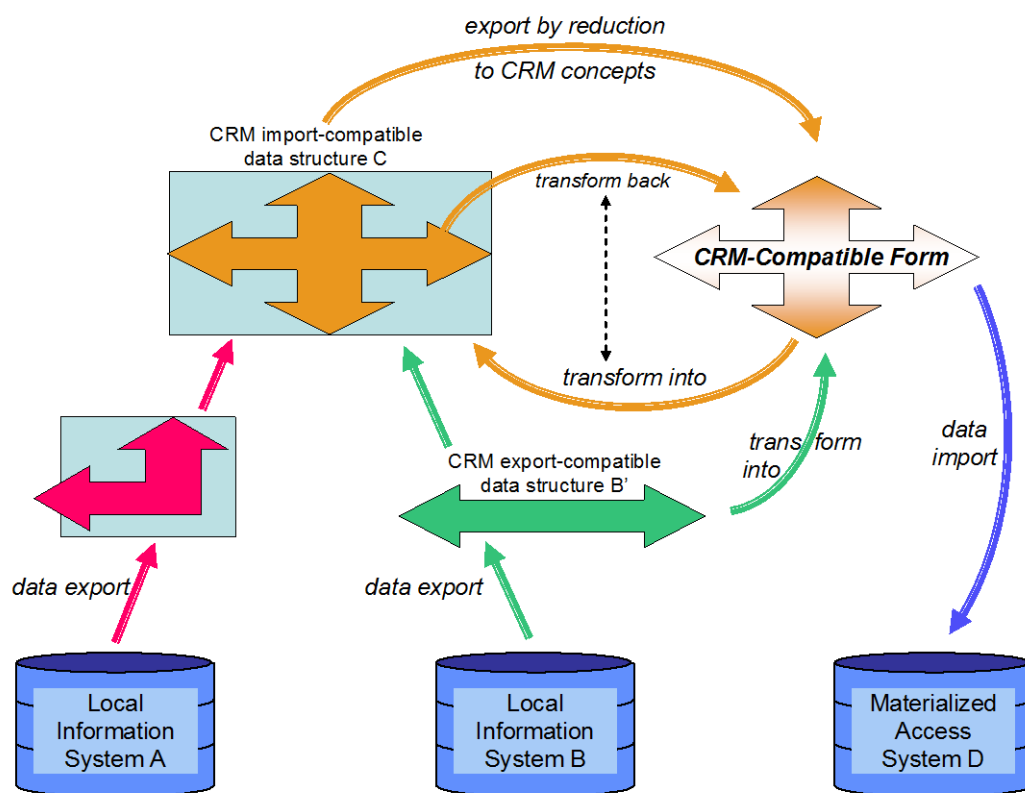 export by reduction
to CRM concepts
CRM import-compatible
data structure C
transform back
CRM-Compatible Form
transform into
CRM export-compatible
data structure B’
trans form
into
data
import
data export
data export
Local
Information
System A
Local
Information
System B
Materialized
Access
System D